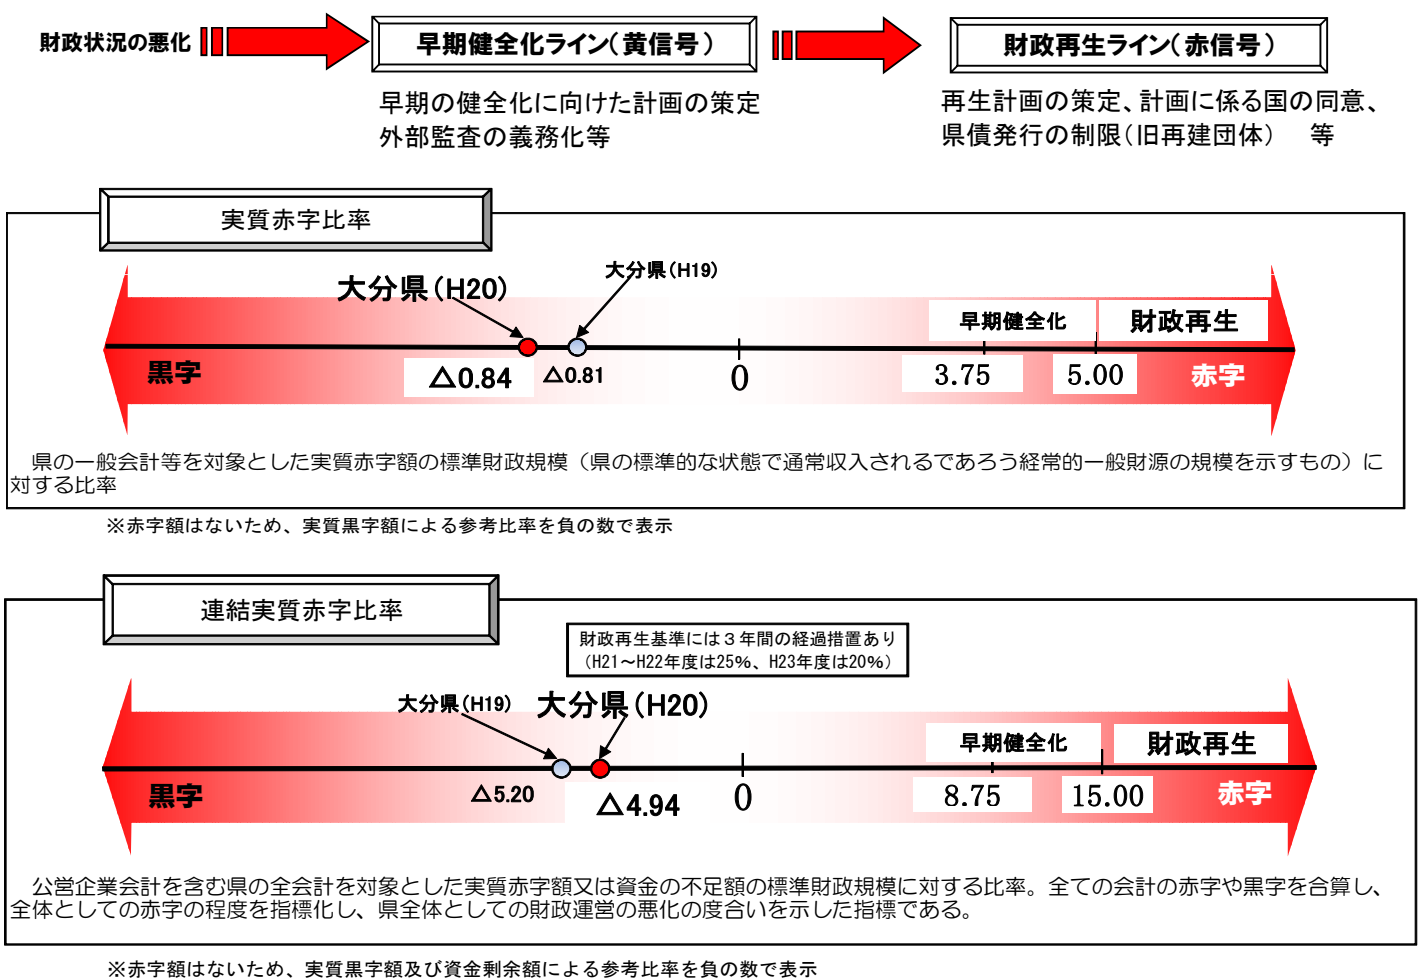 財政状況の悪化
早期健全化ライン（黄信号）
財政再生ライン（赤信号）
早期の健全化に向けた計画の策定
外部監査の義務化等
再生計画の策定、計画に係る国の同意、
県債発行の制限（旧再建団体）　等
実質赤字比率
大分県（H20）
大分県（H19）
早期健全化
財政再生
黒字
△0.84
△0.81
0
3.75
5.00
赤字
県の一般会計等を対象とした実質赤字額の標準財政規模（県の標準的な状態で通常収入されるであろう経常的一般財源の規模を示すもの）に
対する比率
※赤字額はないため、実質黒字額による参考比率を負の数で表示
連結実質赤字比率
財政再生基準には３年間の経過措置あり
（H21～H22年度は25%、H23年度は20%）
大分県（H19）
大分県（H20）
早期健全化
財政再生
黒字
△5.20
△4.94
0
8.75
15.00
赤字
公営企業会計を含む県の全会計を対象とした実質赤字額又は資金の不足額の標準財政規模に対する比率。全ての会計の赤字や黒字を合算し、
全体としての赤字の程度を指標化し、県全体としての財政運営の悪化の度合いを示した指標である。
※赤字額はないため、実質黒字額及び資金剰余額による参考比率を負の数で表示